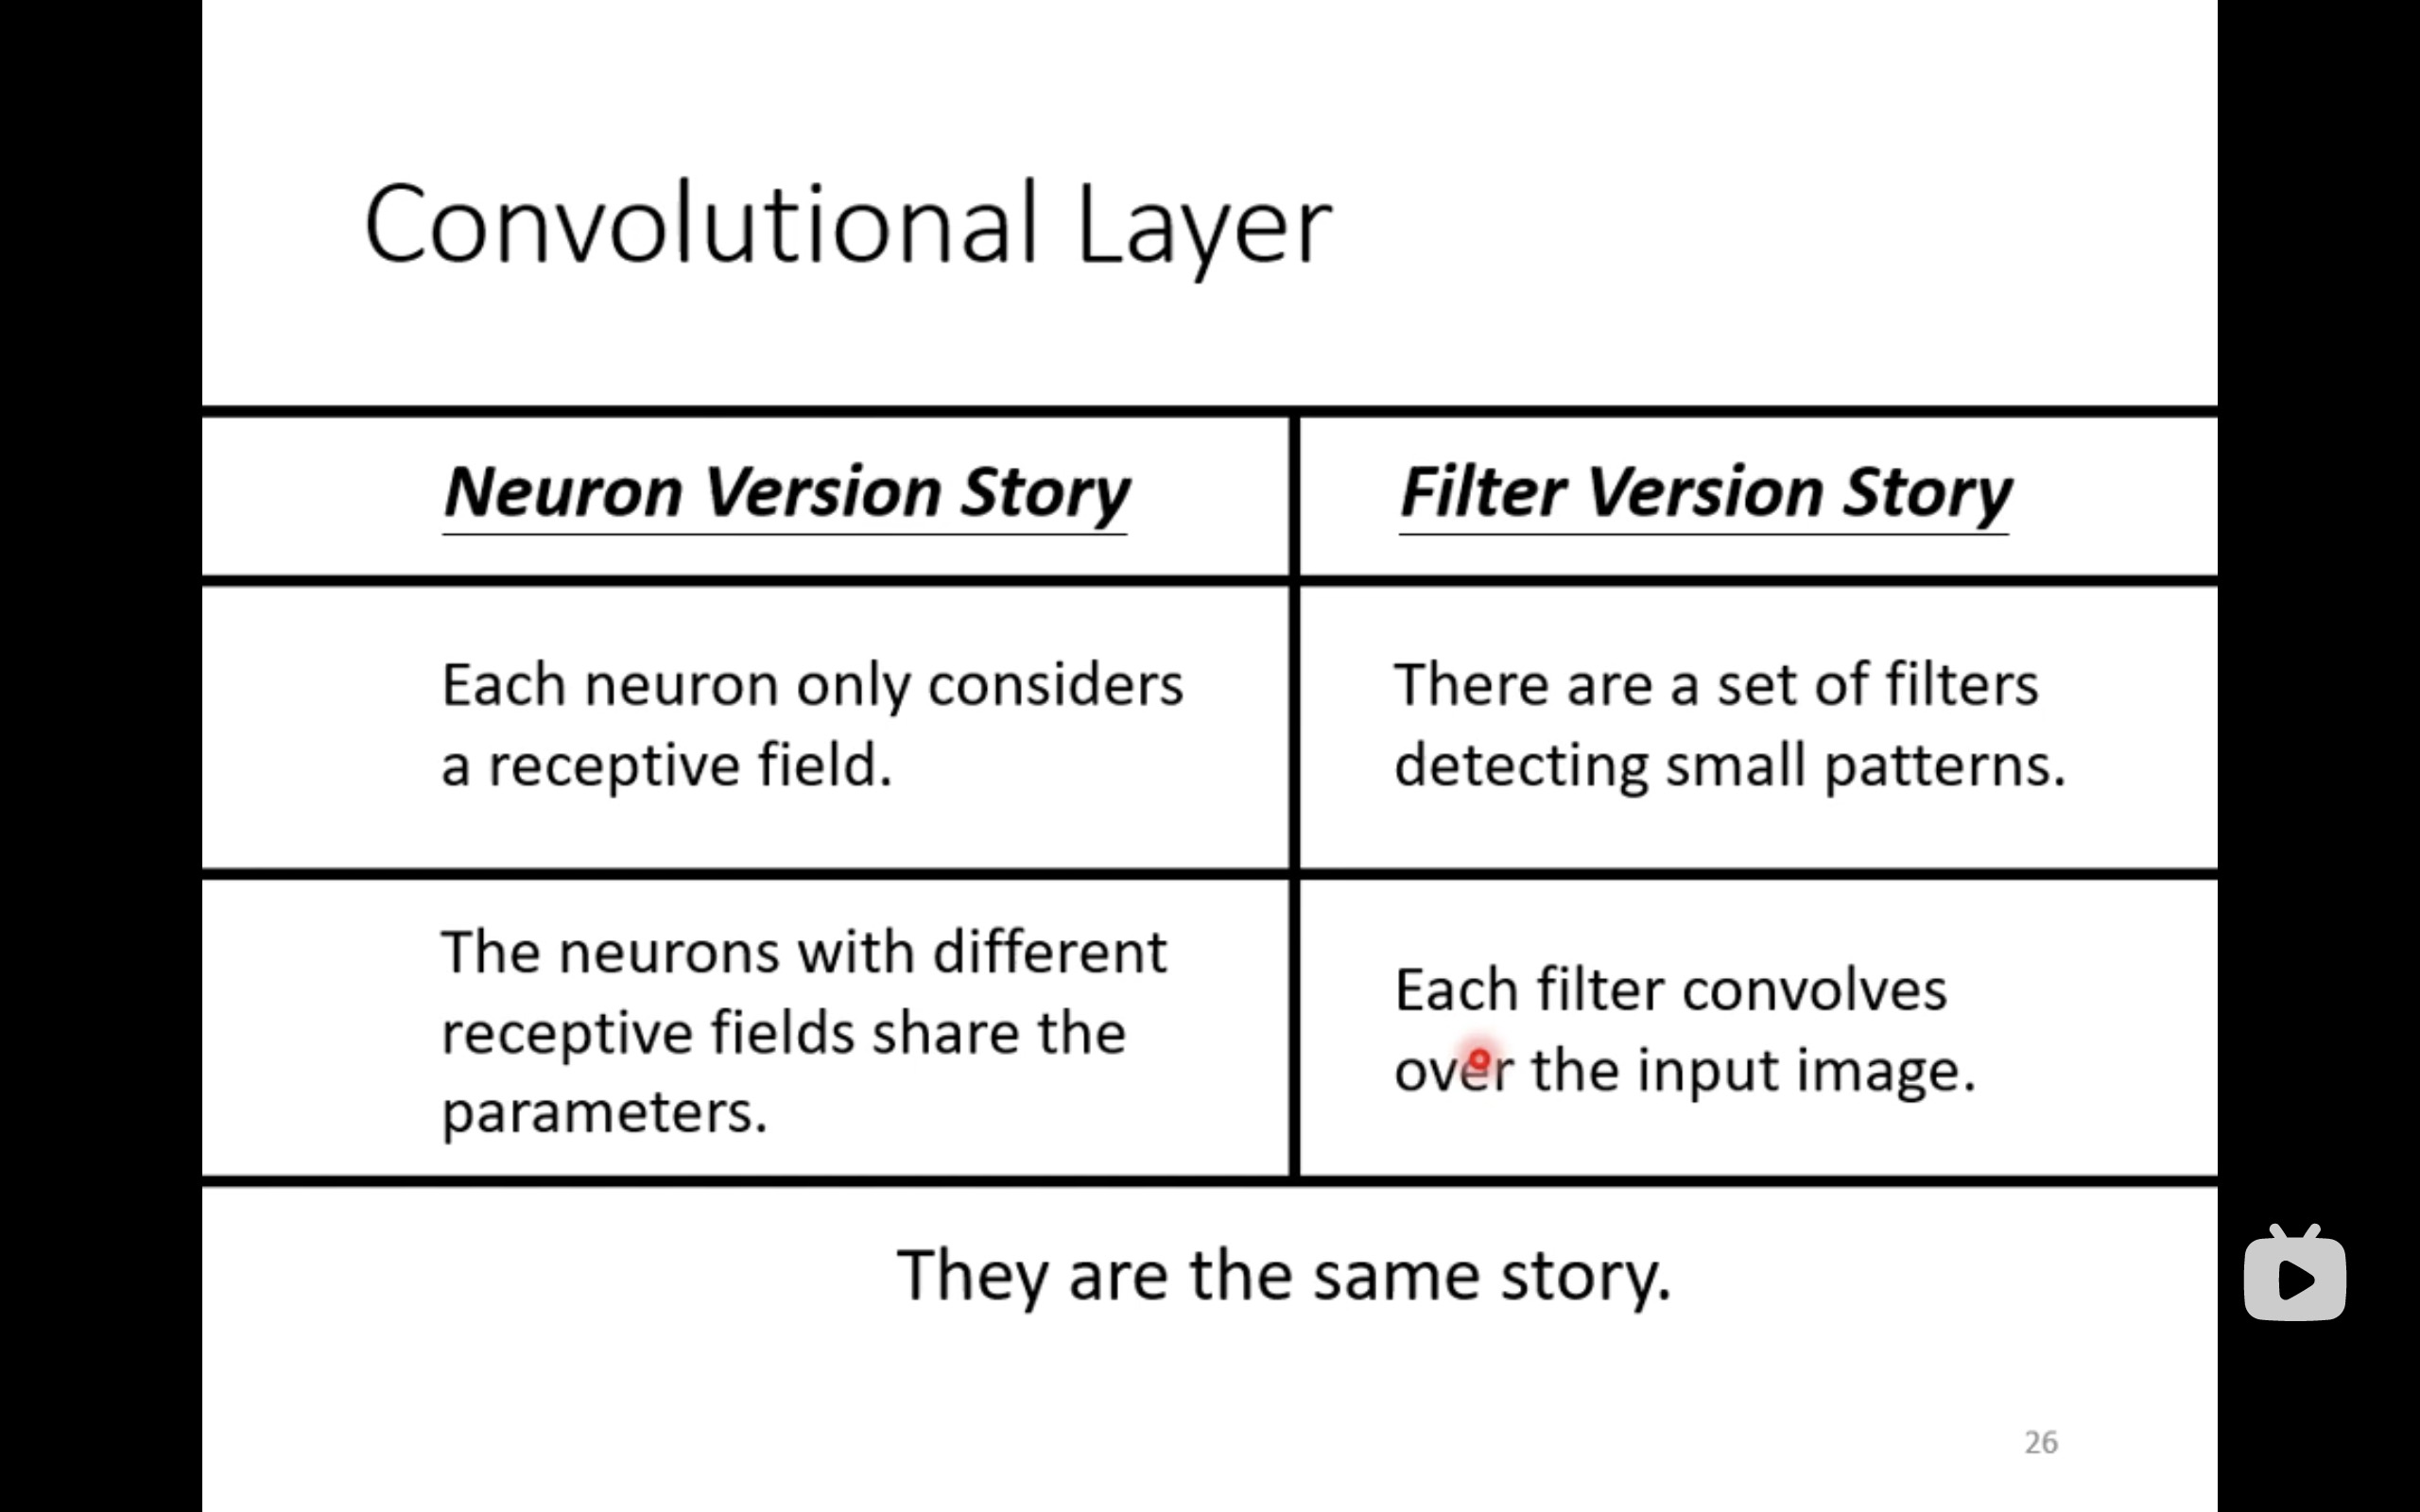 Convolutional Layer
Neuron Version Story
Filter Version Story
Each neuron only considers
a receptive field.
There are a set of filters
detecting small patterns.
The neurons with different
receptive fields share the
parameters.
Each filter convolves
over the input image.
They are the same story.
26